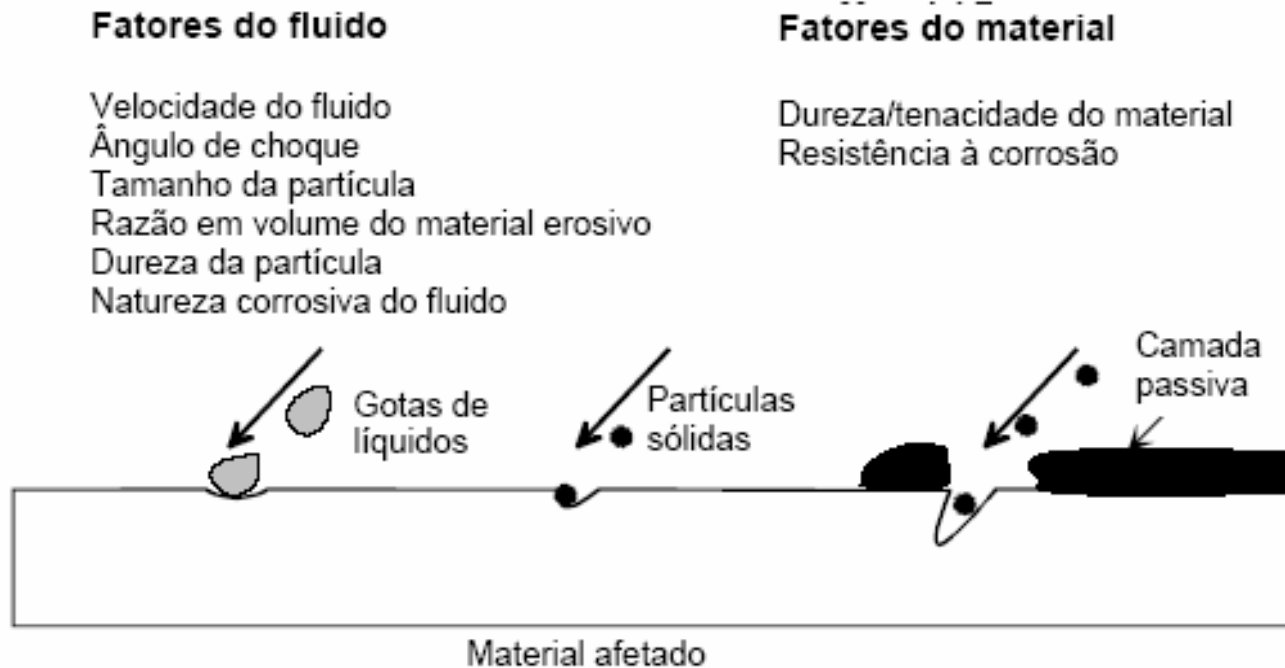 Fatores do fluido
Velocidade do fluido
Ângulo de choque
Tamanho da partícula
Razão em volume do material erosivo
Dureza da partícula
Natureza corrosiva do fluido
Fatores do material
Dureza/tenacidade do material
Resistência à corrosão
Gotas de
líquidos
Partículas
sólidas
Camada
passiva
Material afetado